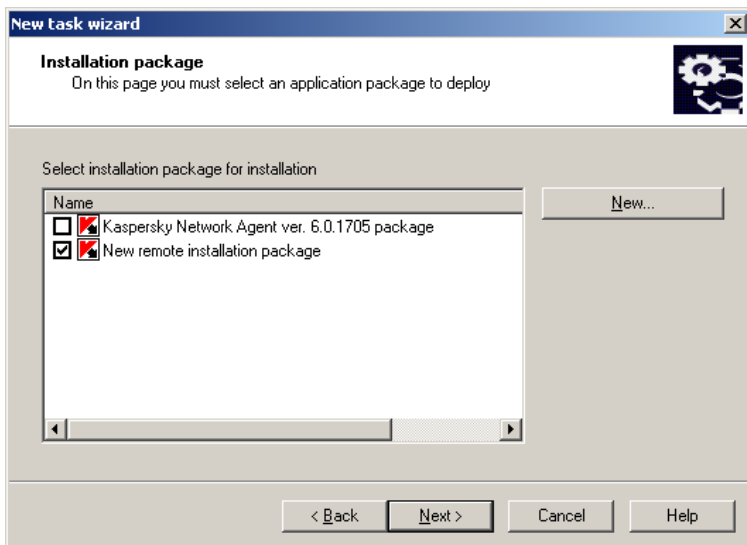 New task wizard
Installation package
On this page you must select an application package to deploy
Select installation package for installation
Name
Kaspersky Network Agent ver. 6.0.1705 package
New remote installation package
New...
< Back
Next >
Cancel
Help